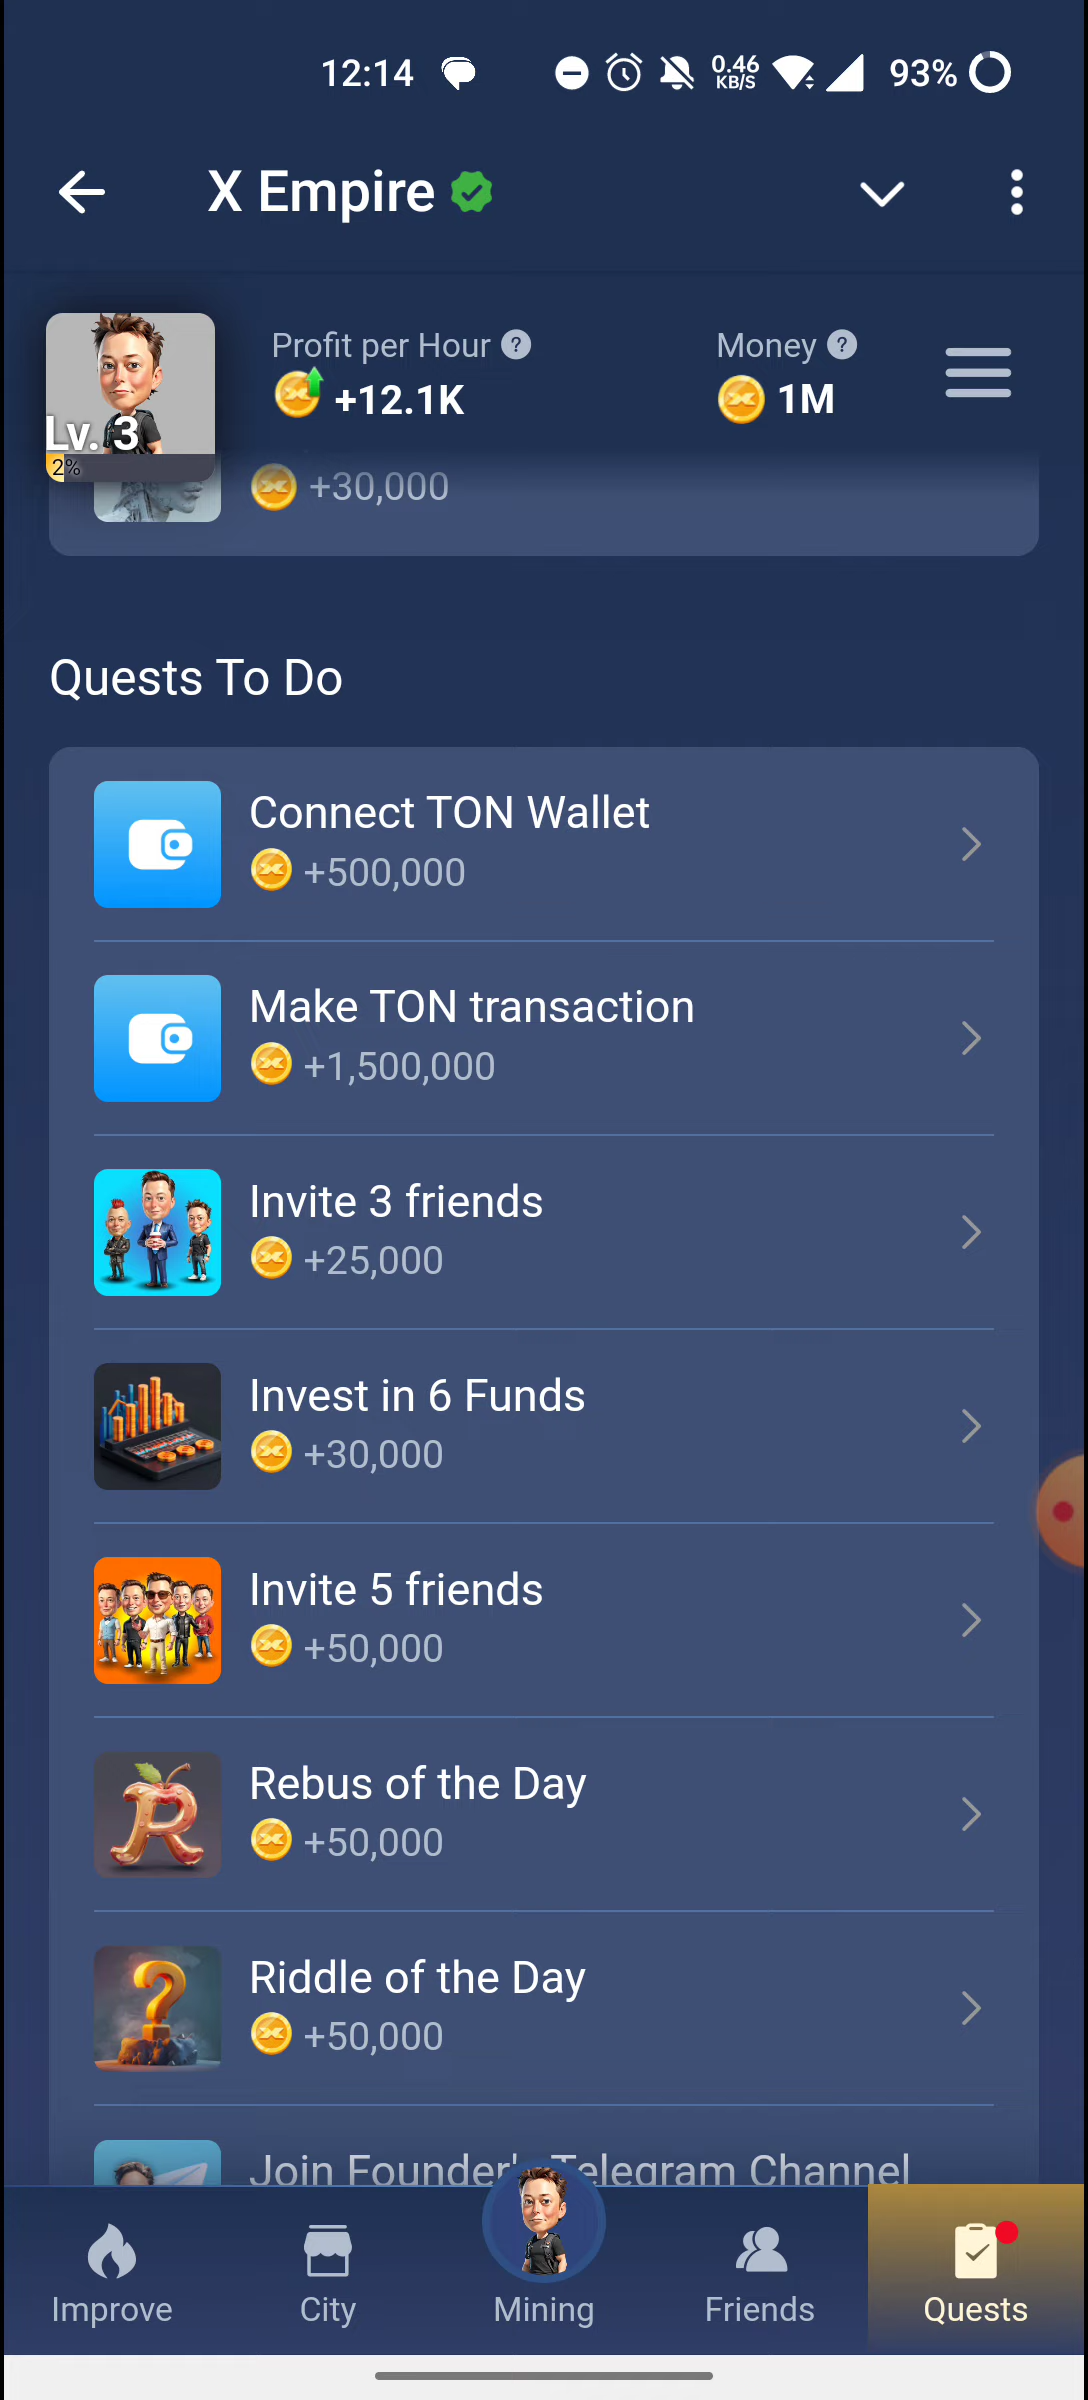 12:14
0.46
KB/S
93%
X Empire
Profit per Hour ?
+12.1K
Money ?
1M
Lv. 3
2%
+30,000
Quests To Do
Connect TON Wallet
+500,000
Make TON transaction
+1,500,000
Invite 3 friends
+25,000
Invest in 6 Funds
+30,000
Invite 5 friends
+50,000
Rebus of the Day
+50,000
Riddle of the Day
+50,000
Join Founder's Telegram Channel
Improve
City
Mining
Friends
Quests